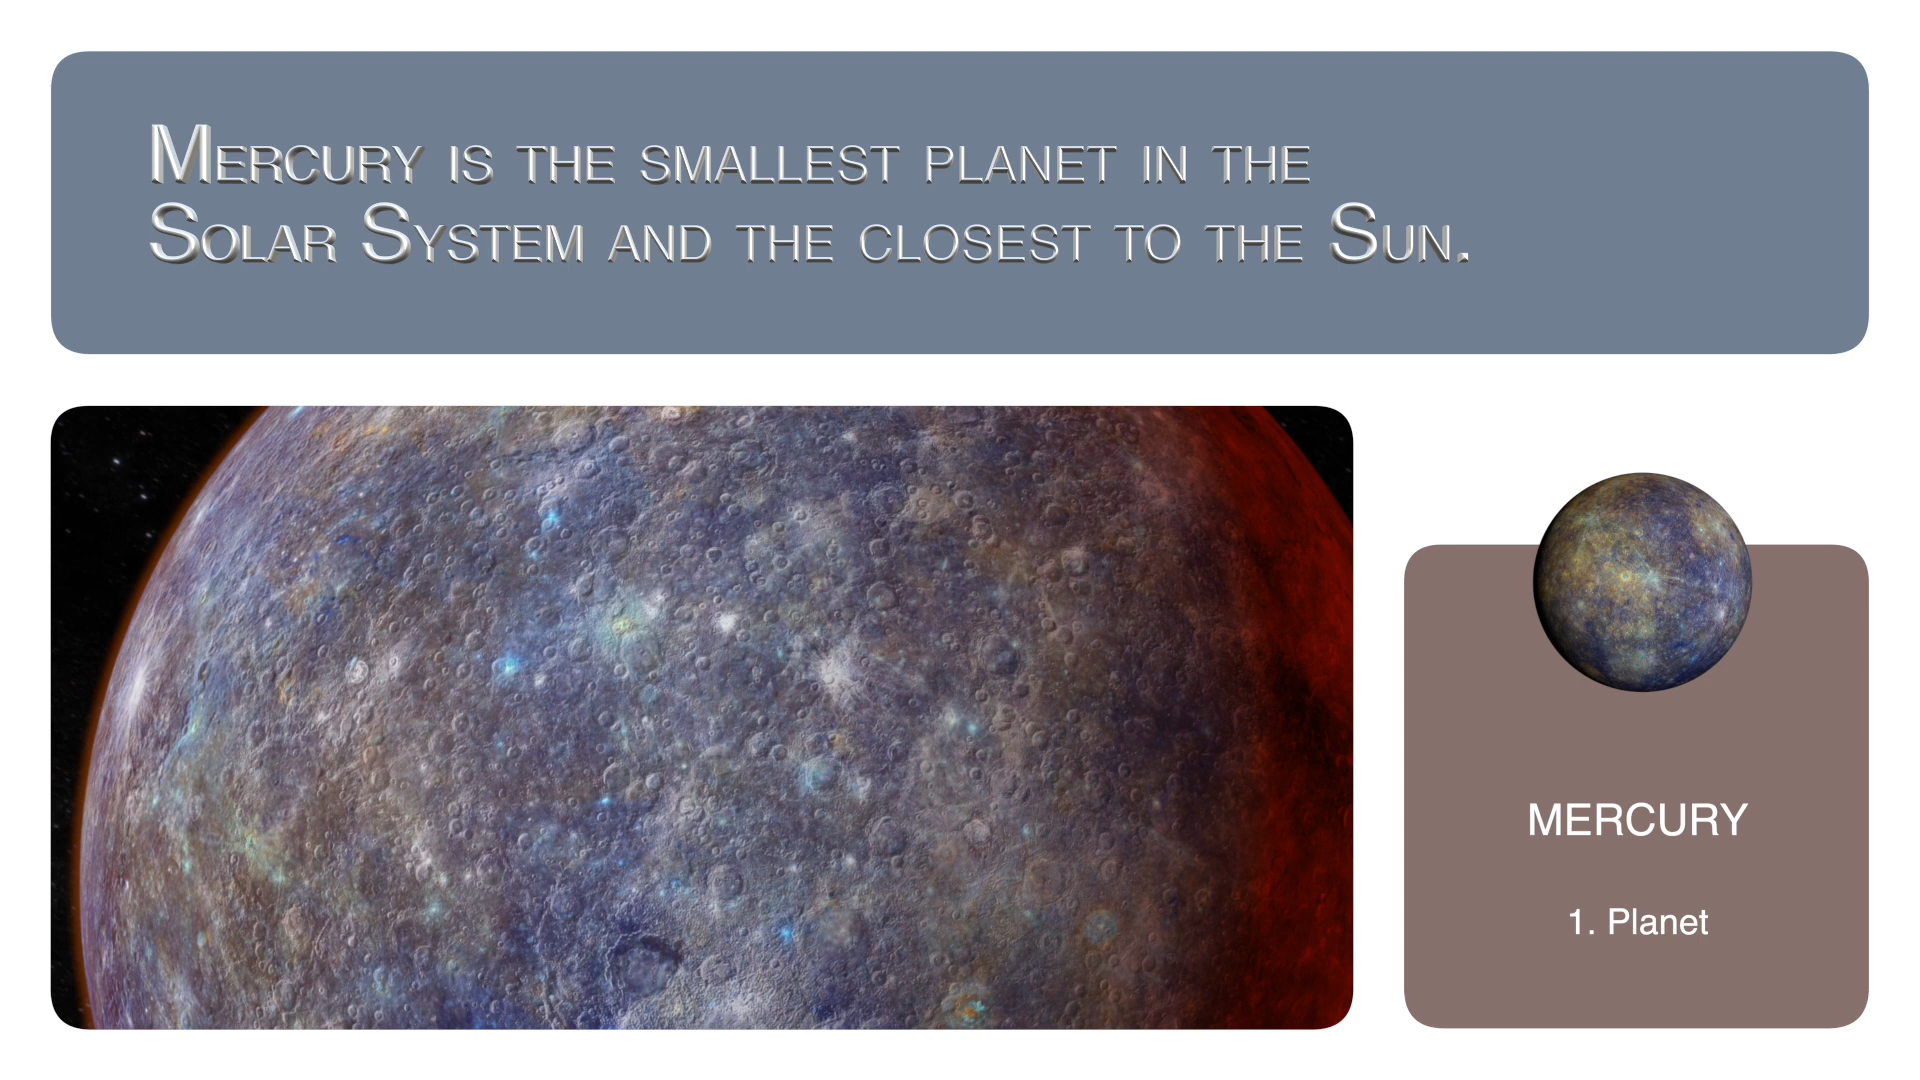 Mercury is the smallest planet in the
Solar System and the closest to the Sun.
MERCURY
1. Planet